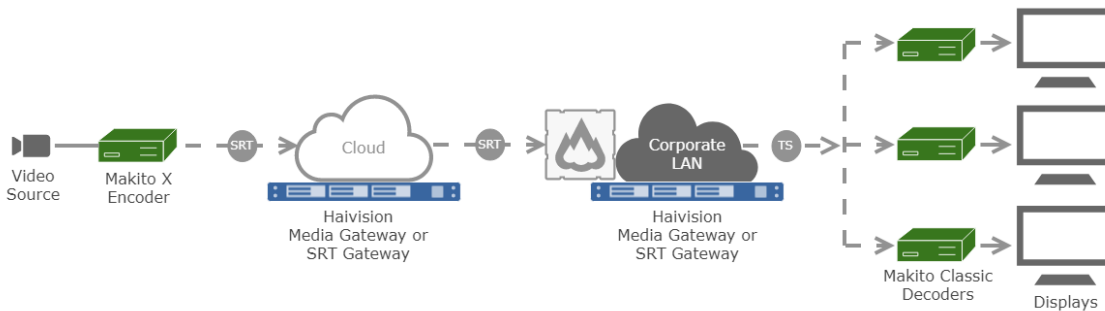 Video
Source
Makito X
Encoder
SRT
Cloud
Haivision
Media Gateway or
SRT Gateway
SRT
Corporate
LAN
Haivision
Media Gateway or
SRT Gateway
TS
Makito Classic
Decoders
Displays